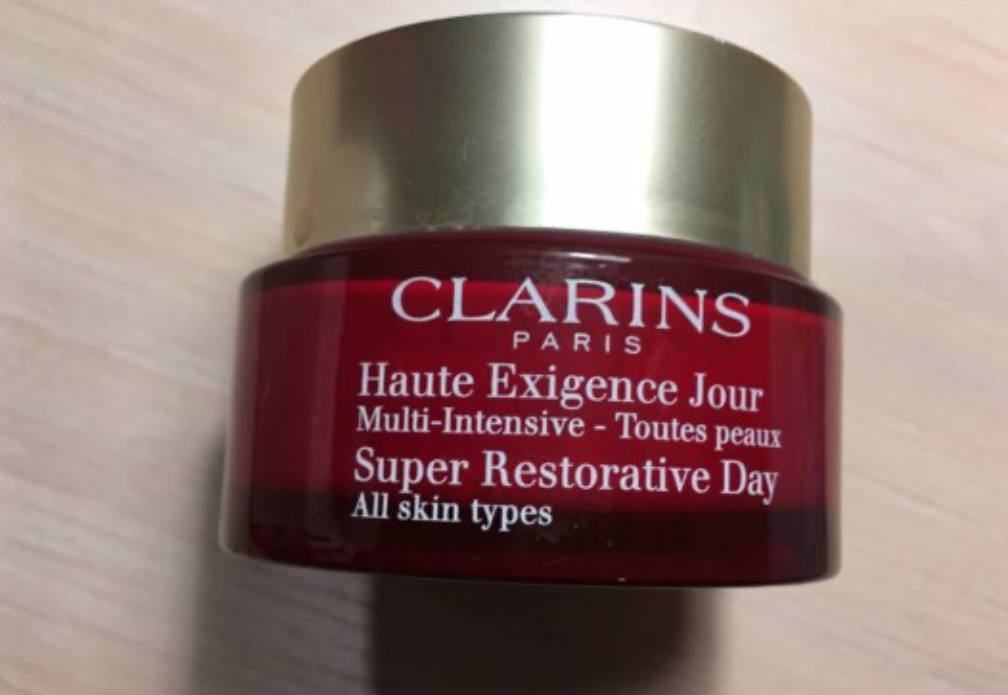 CLARINS
PARIS
Haute Exigence Jour
Multi-Intensive - Toutes peaux
Super Restorative Day
All skin types